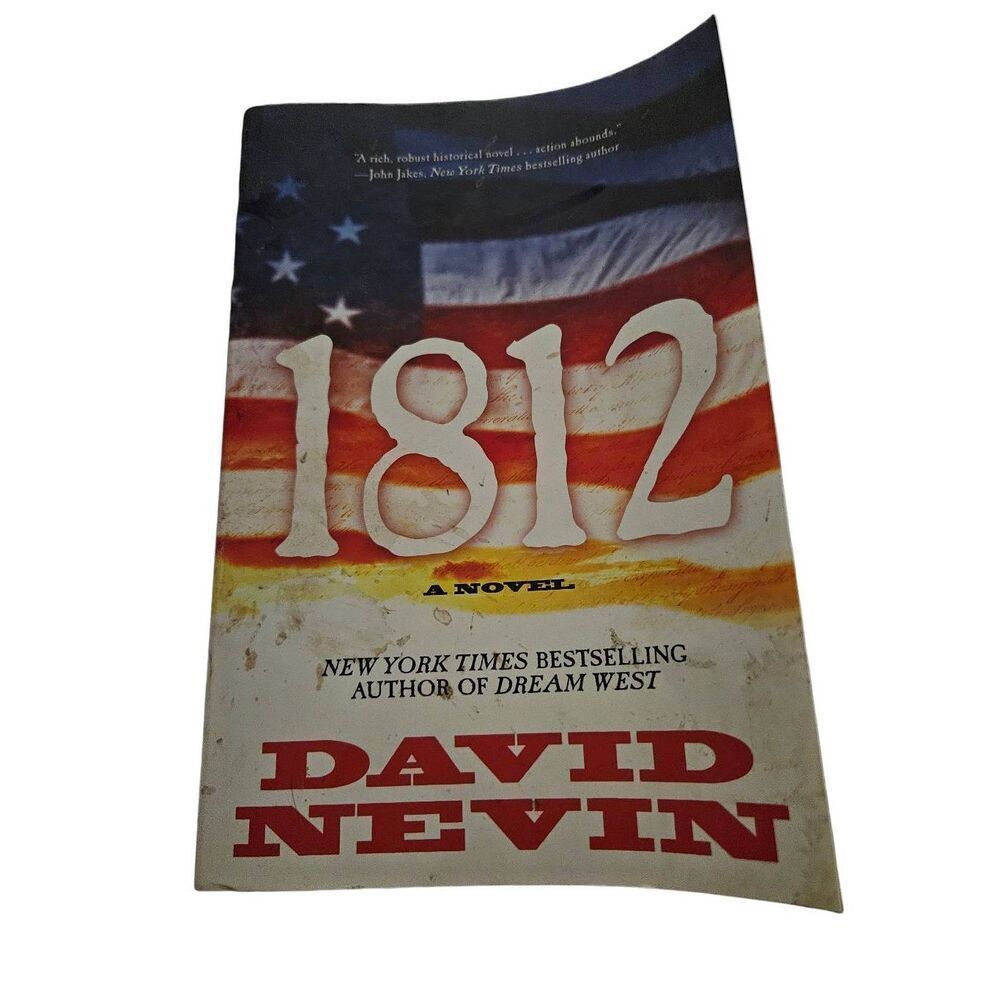 "A rich, robust historical novel . . . action abounds."
—John Jakes, New York Times bestselling author
1812
A NOVEL
NEW YORK TIMES BESTSELLING
AUTHOR OF DREAM WEST
DAVID
NEVIN